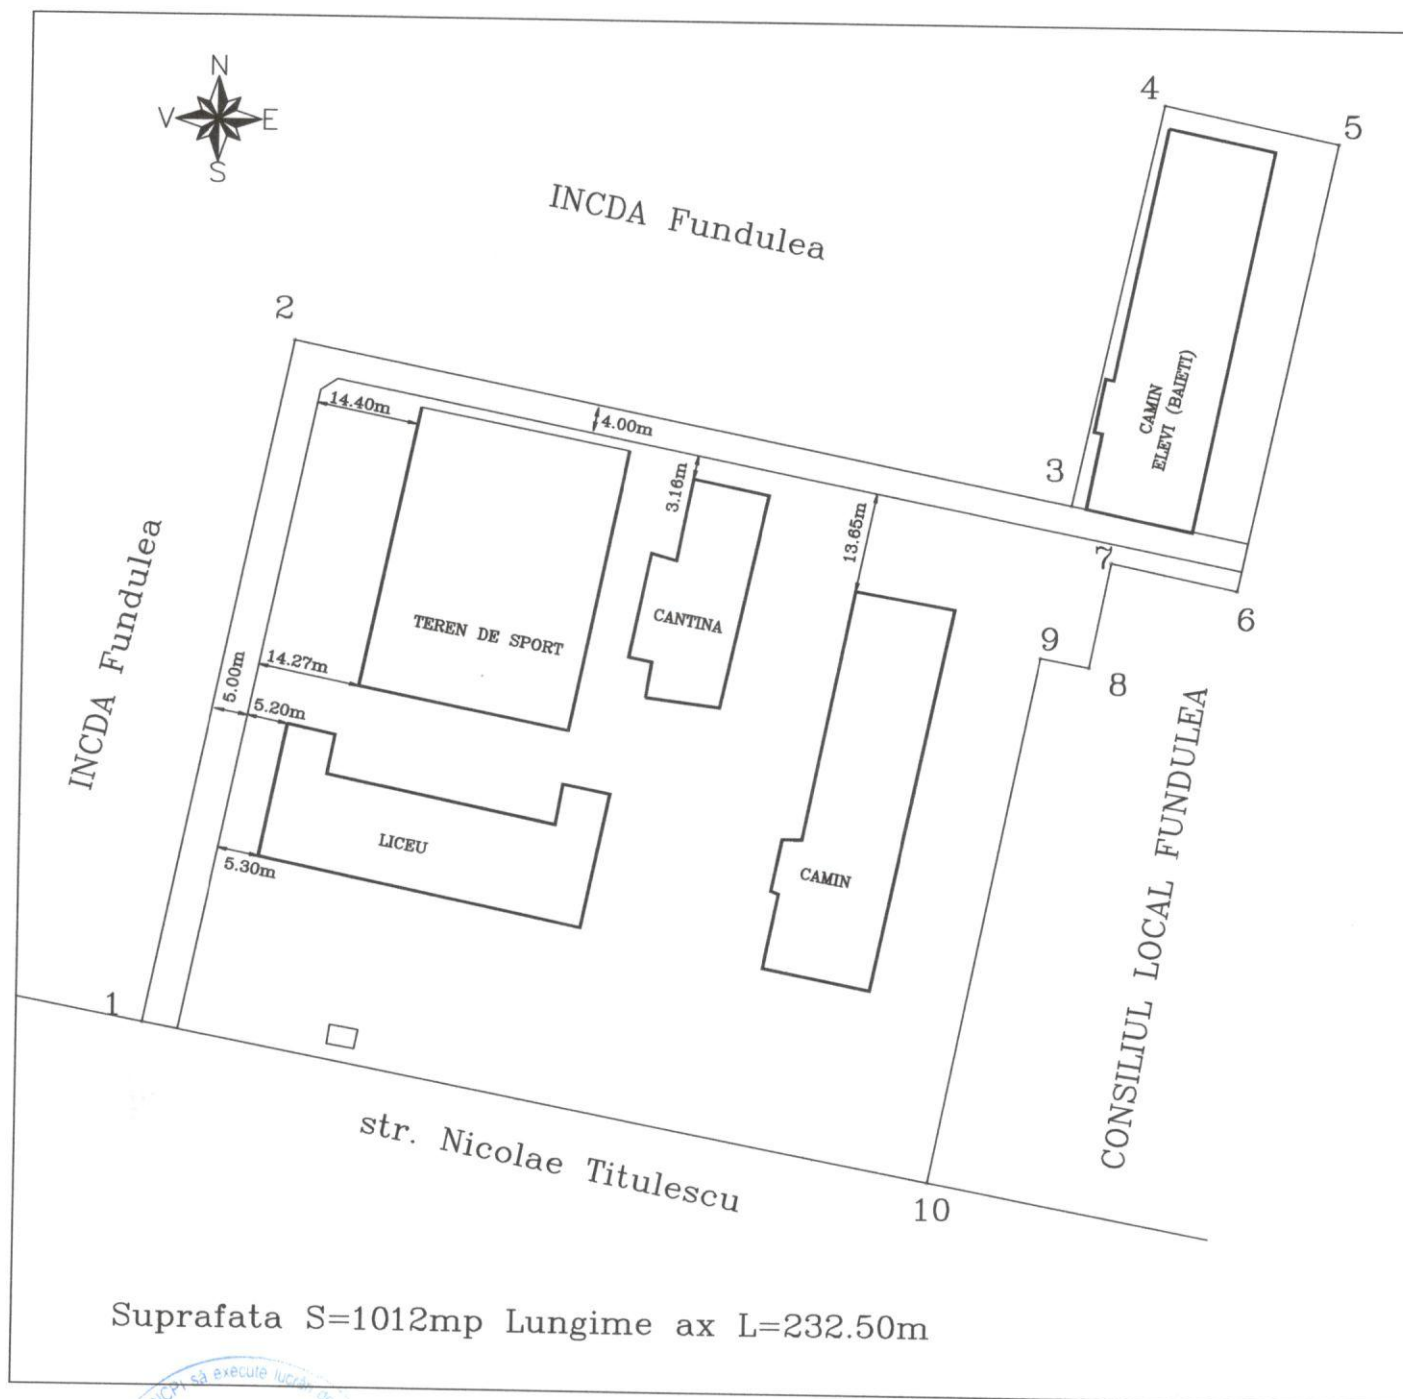 N
V E
S
4
5
INCDA Fundulea
2
14.40m
4.00m
3.16m
13.65m
3
CAMIN
ELEVI (BAIETI)
7
6
9
8
INCDA Fundulea
TEREN DE SPORT
CANTINA
14.27m
5.00m
5.20m
LICEU
5.30m
CAMIN
CONSILIUL LOCAL FUNDULEA
1
str. Nicolae Titulescu
10
Suprafata S=1012mp Lungime ax L=232.50m
să execute